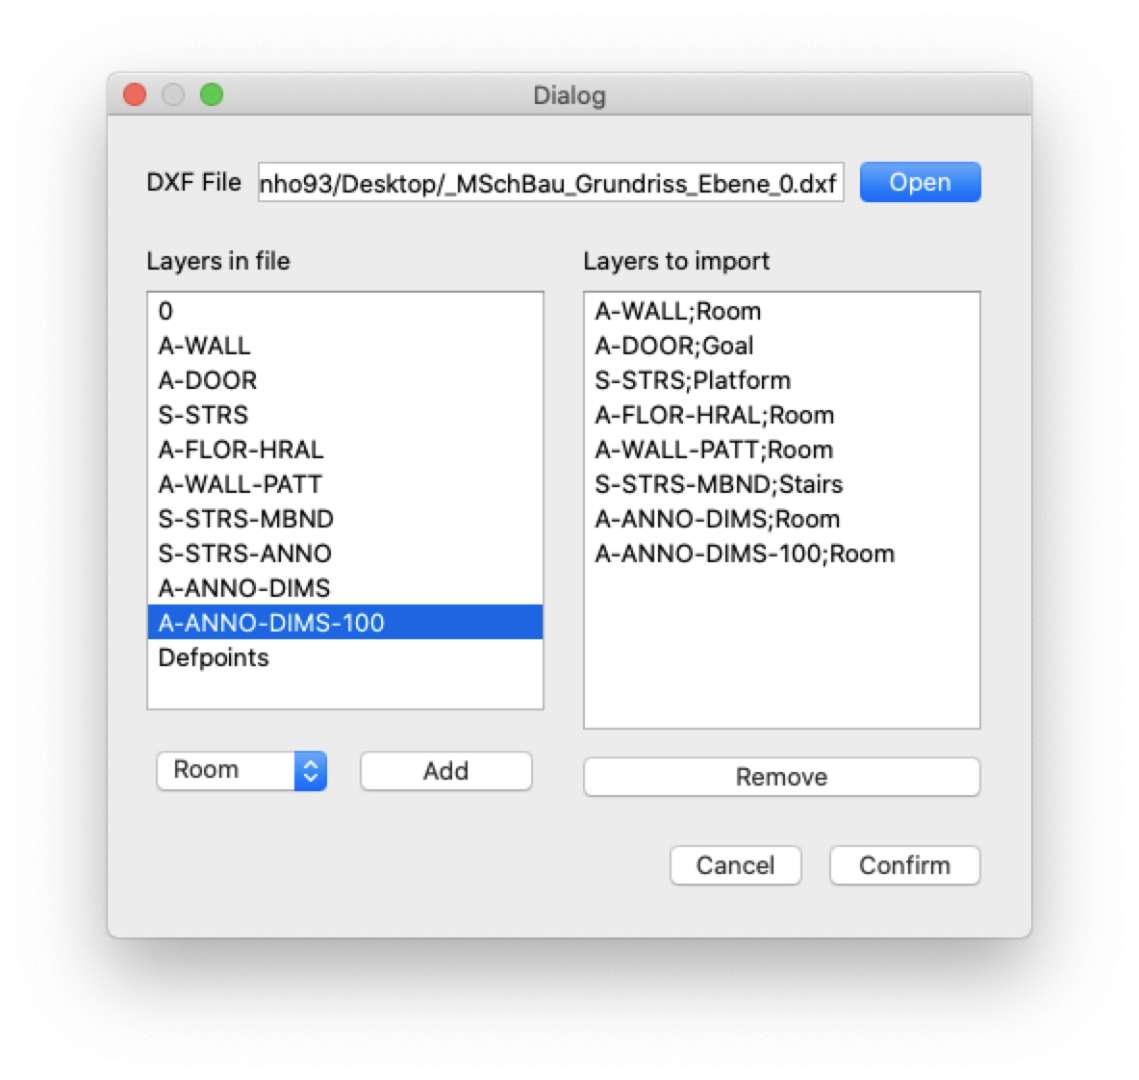 Dialog
DXF File nho93/Desktop/_MSchBau_Grundriss_Ebene_0.dxf Open
Layers in file
0
A-WALL
A-DOOR
S-STRS
A-FLOR-HRAL
A-WALL-PATT
S-STRS-MBND
S-STRS-ANNO
A-ANNO-DIMS
A-ANNO-DIMS-100
Defpoints
Room Add
Layers to import
A-WALL;Room
A-DOOR;Goal
S-STRS;Platform
A-FLOR-HRAL;Room
A-WALL-PATT;Room
S-STRS-MBND;Stairs
A-ANNO-DIMS;Room
A-ANNO-DIMS-100;Room
Remove
Cancel Confirm